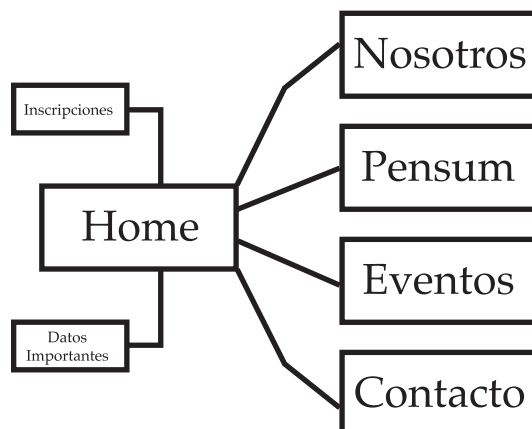 Nosotros
Inscripciones
Pensum
Home
Eventos
Datos
Importantes
Contacto